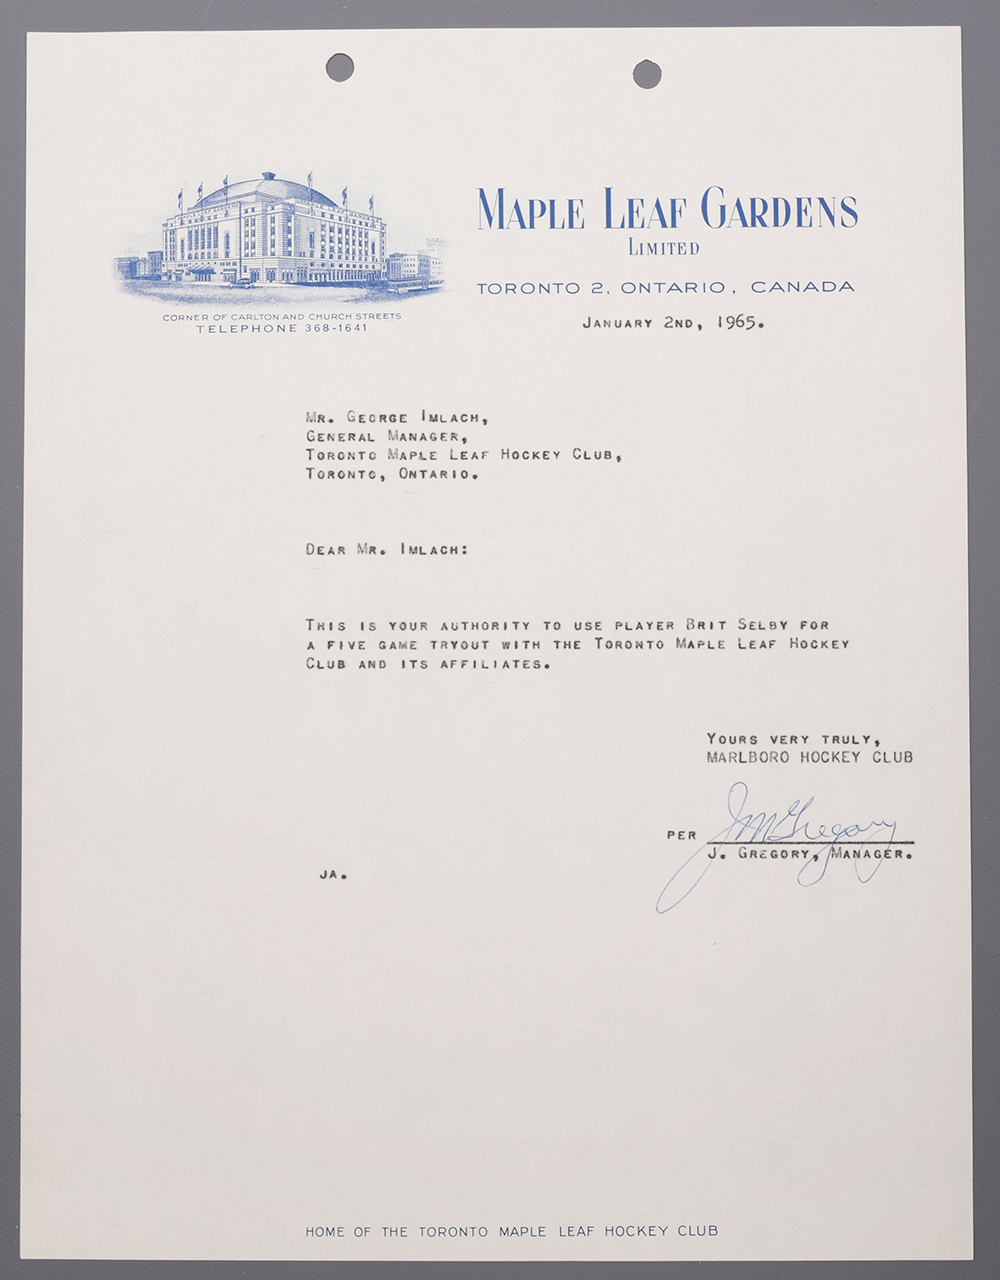 MAPLE LEAF GARDENS
LIMITED
TORONTO 2, ONTARIO, CANADA
CORNER OF CARLTON AND CHURCH STREETS
TELEPHONE 368-1641
JANUARY 2ND, 1965.
MR. GEORGE IMLACH,
GENERAL MANAGER,
TORONTO MAPLE LEAF HOCKEY CLUB,
TORONTO, ONTARIO.
DEAR MR. IMLACH:
THIS IS YOUR AUTHORITY TO USE PLAYER BRIT SELBY FOR
A FIVE GAME TRYOUT WITH THE TORONTO MAPLE LEAF HOCKEY
CLUB AND ITS AFFILIATES.
YOURS VERY TRULY,
MARLBORO HOCKEY CLUB
JM Gregory
PER
J. GREGORY, MANAGER.
JA.
HOME OF THE TORONTO MAPLE LEAF HOCKEY CLUB